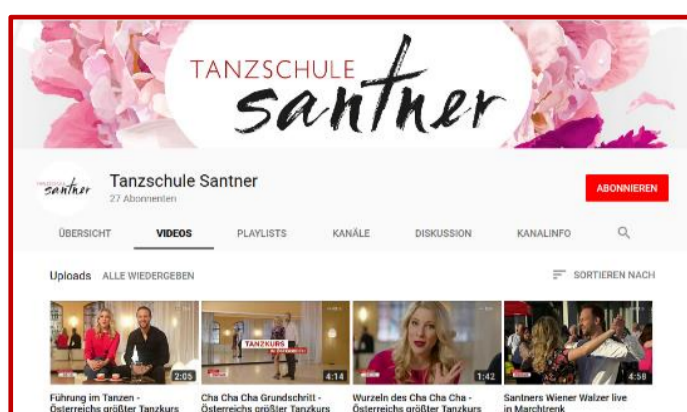 TANZSCHULE
santner
TANZSCHULE
santner
Tanzschule Santner
27 Abonnenten
ABONNIEREN
ÜBERSICHT VIDEOS PLAYLISTS KANÄLE DISKUSSION KANALINFO
Uploads ALLE WIEDERGEBEN SORTIEREN NACH
TANZKURS
2:05 4:14 1:42 4:58
Führung im Tanzen - Cha Cha Cha Grundschritt - Wurzeln des Cha Cha Cha - Santners Wiener Walzer live
Österreichs größter Tanzkurs Österreichs größter Tanzkurs Österreichs größter Tanzkurs in Marchtrenk